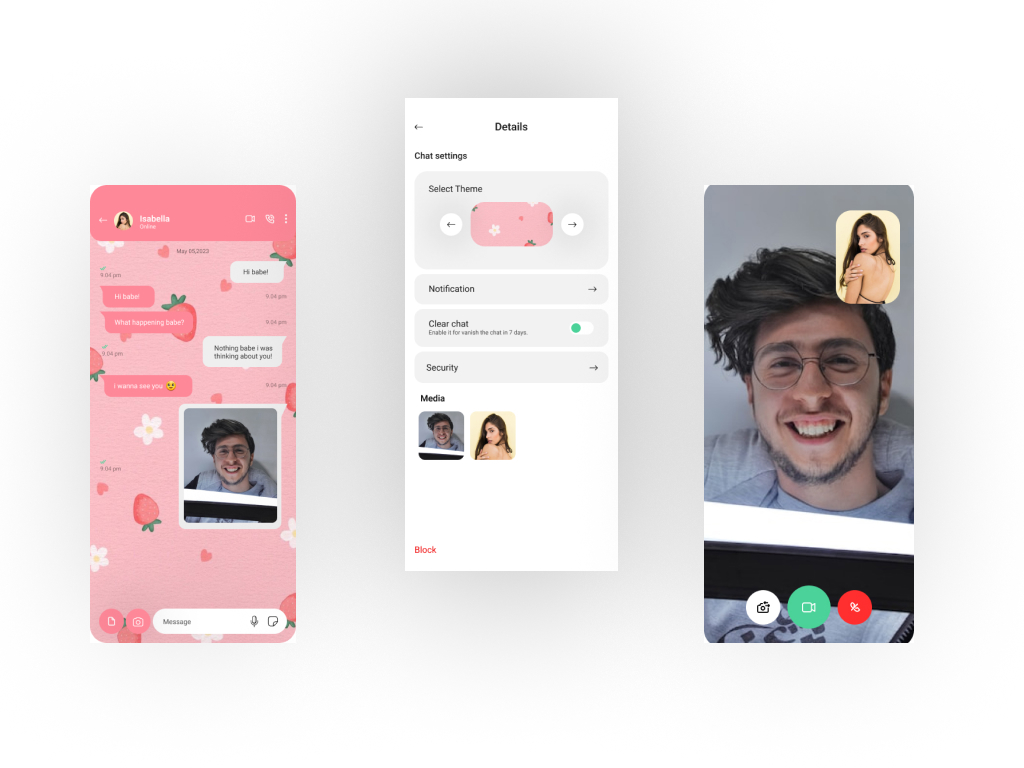 Isabella
Online
May 05,2023
9.04 pm
Hi babe!
Hi babe!
9.04 pm
What happening babe?
9.04 pm
9.04 pm
Nothing babe i was
thinking about you!
i wanna see you 🥺
9.04 pm
9.04 pm
Message
Details
Chat settings
Select Theme
Notification
Clear chat
Enable it for vanish the chat in 7 days.
Security
Media
Block